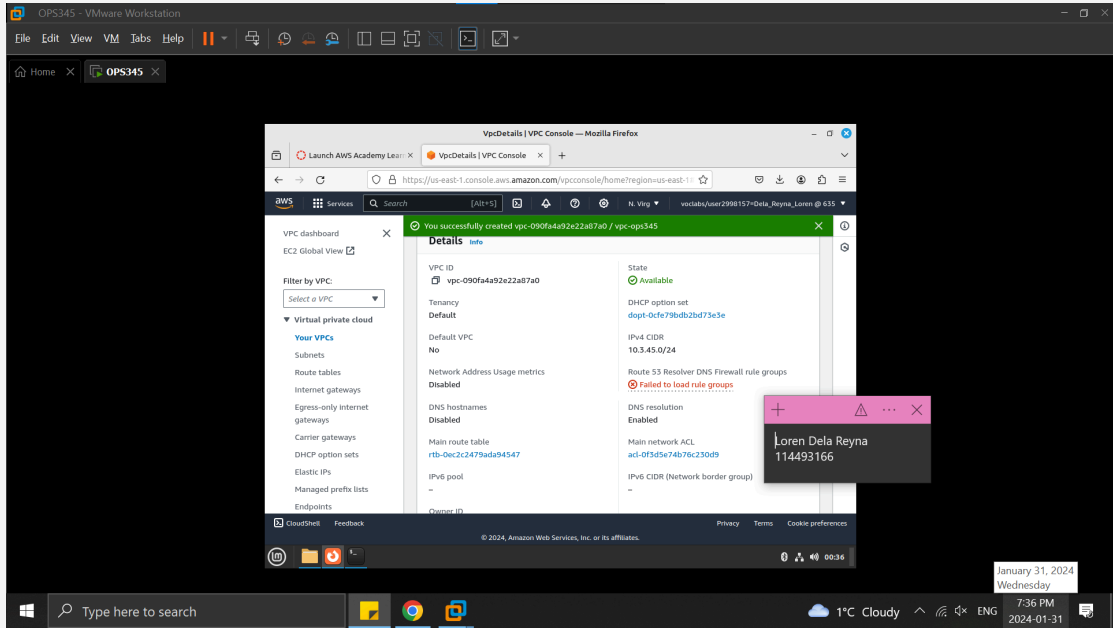 OPS345 - VMware Workstation
File Edit View VM Tabs Help
Home OPS345
VpcDetails | VPC Console — Mozilla Firefox
Launch AWS Academy Lear VpcDetails | VPC Console
https://us-east-1.console.aws.amazon.com/vpcconsole/home?region=us-east-1
aws Services Search [Alt+S] N. Virg voclabs/user2998157=Dela_Reyna_Loren @ 635
You successfully created vpc-090fa4a92e22a87a0 / vpc-ops345
VPC dashboard
EC2 Global View
Filter by VPC:
Select a VPC
Virtual private cloud
Your VPCs
Subnets
Route tables
Internet gateways
Egress-only internet
gateways
Carrier gateways
DHCP option sets
Elastic IPs
Managed prefix lists
Endpoints
Details Info
VPC ID
vpc-090fa4a92e22a87a0
State
Available
Tenancy
Default
DHCP option set
dopt-0cfe79bdb2bd73e3e
Default VPC
No
IPv4 CIDR
10.3.45.0/24
Network Address Usage metrics
Disabled
Route 53 Resolver DNS Firewall rule groups
Failed to load rule groups
DNS hostnames
Disabled
DNS resolution
Enabled
Main route table
rtb-0ec2c2479ada94547
Main network ACL
acl-0f3d5e74b76c230d9
IPv6 pool
–
IPv6 CIDR (Network border group)
–
Owner ID
Loren Dela Reyna
114493166
CloudShell Feedback Privacy Terms Cookie preferences
© 2024, Amazon Web Services, Inc. or its affiliates.
00:36
January 31, 2024
Wednesday
Type here to search
1°C Cloudy ENG
7:36 PM
2024-01-31